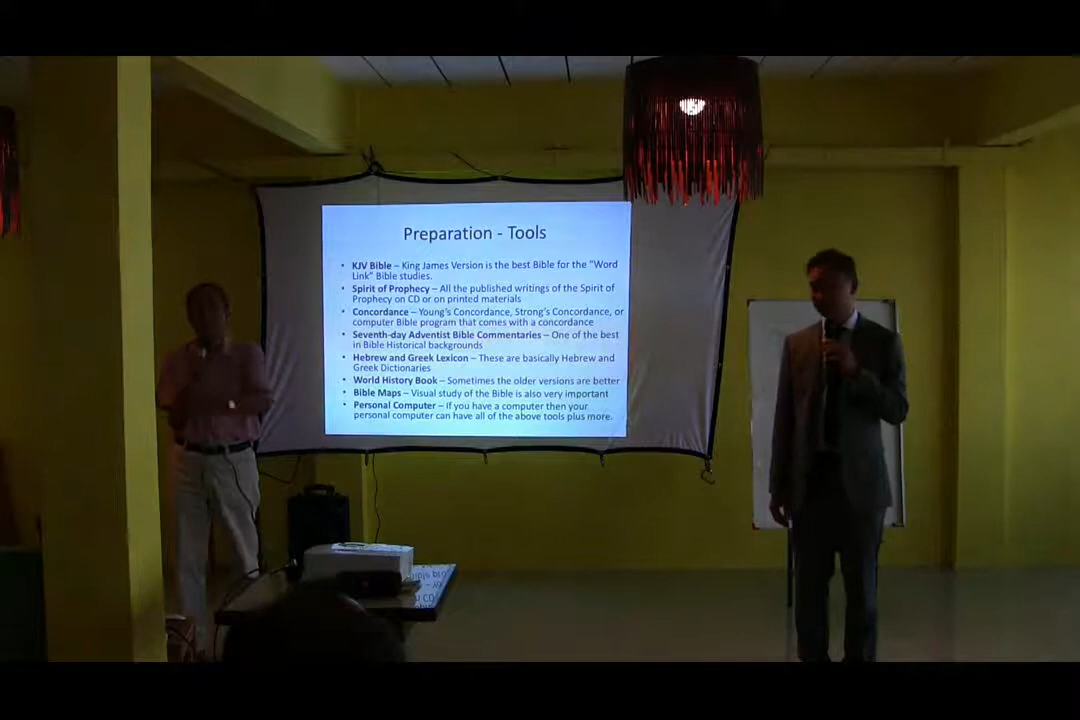 Preparation - Tools
• KJV Bible – King James Version is the best Bible for the "Word
Link" Bible studies.
• Spirit of Prophecy – All the published writings of the Spirit of
Prophecy on CD or on printed materials
• Concordance – Young's Concordance, Strong's Concordance, or
computer Bible program that comes with a concordance
• Seventh-day Adventist Bible Commentaries – One of the best
in Bible Historical backgrounds
• Hebrew and Greek Lexicon – These are basically Hebrew and
Greek Dictionaries
• World History Book – Sometimes the older versions are better
• Bible Maps – Visual study of the Bible is also very important
• Personal Computer – If you have a computer then your
personal computer can have all of the above tools plus more.